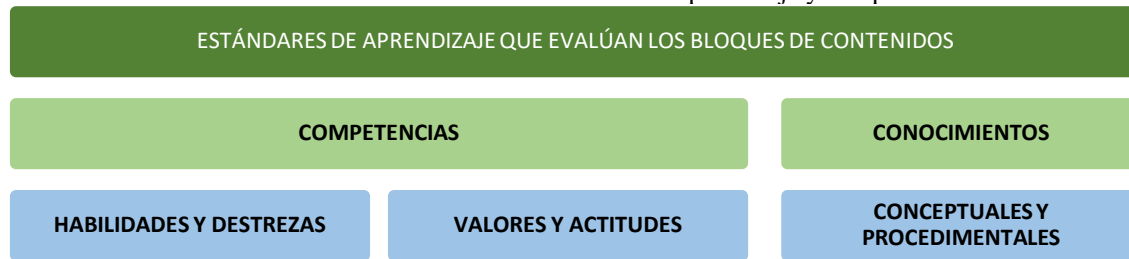 ESTÁNDARES DE APRENDIZAJE QUE EVALÚAN LOS BLOQUES DE CONTENIDOS
COMPETENCIAS
CONOCIMIENTOS
HABILIDADES Y DESTREZAS
VALORES Y ACTITUDES
CONCEPTUALES Y
PROCEDIMENTALES